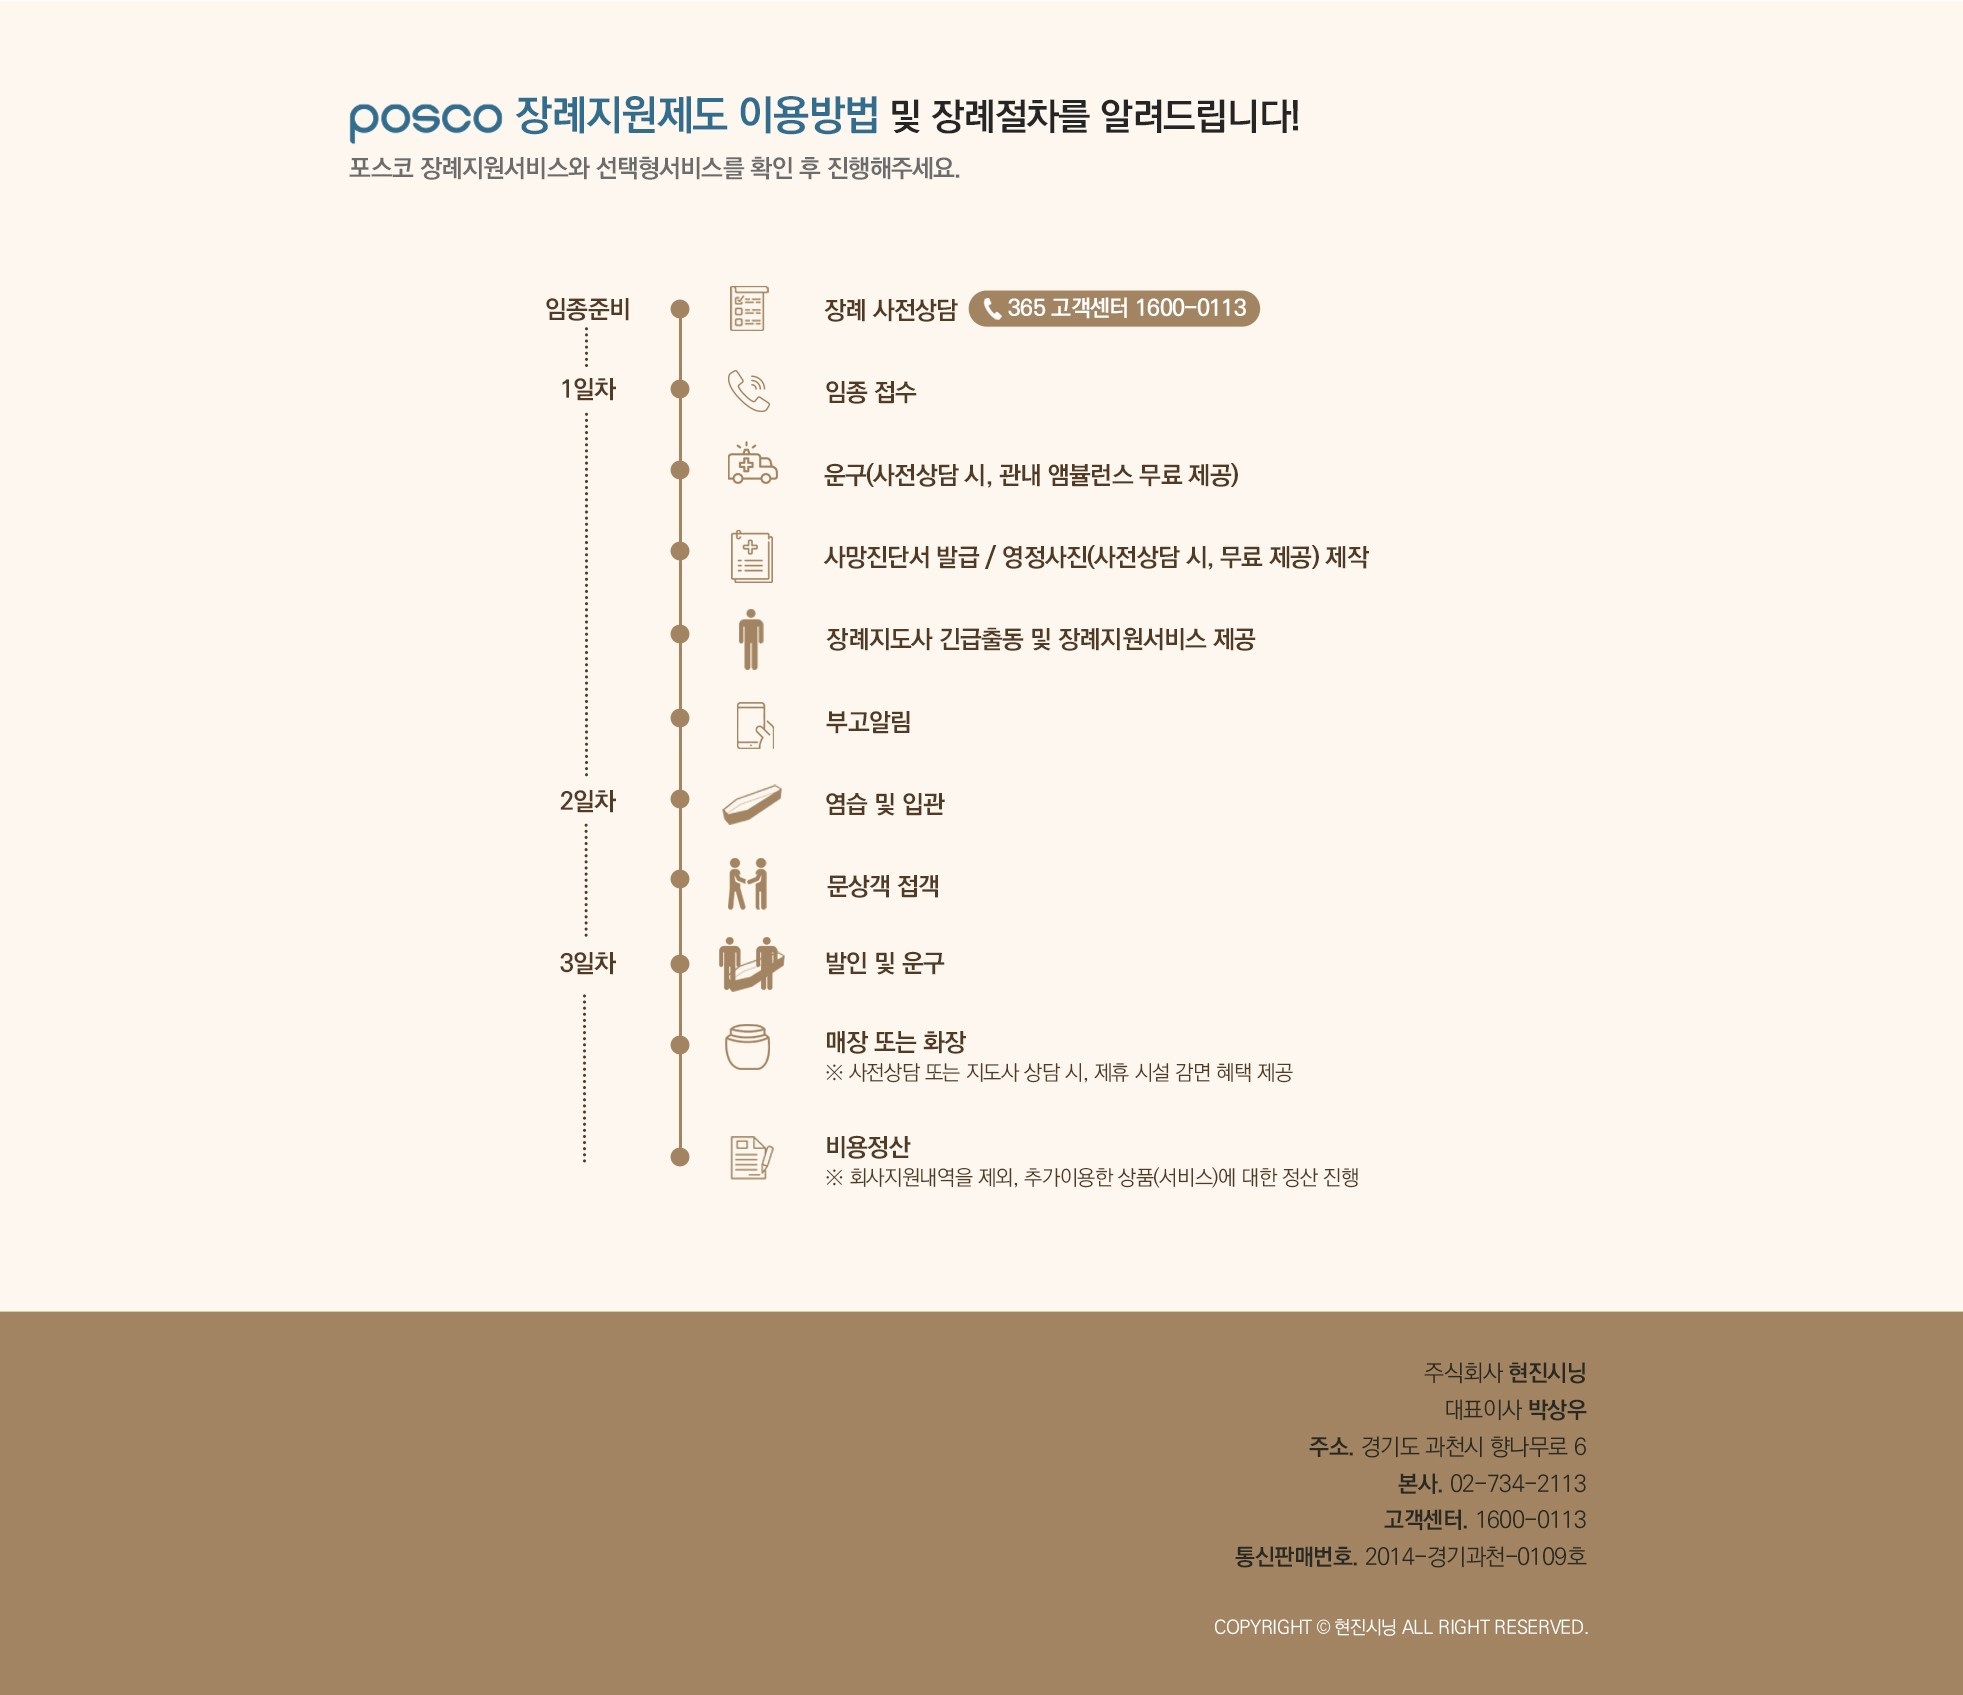 posco 장례지원제도 이용방법 및 장례절차를 알려드립니다!
포스코 장례지원서비스와 선택형서비스를 확인 후 진행해주세요.
임종준비
장례 사전상담 365 고객센터 1600-0113
1일차
임종 접수
운구(사전상담 시, 관내 앰뷸런스 무료 제공)
사망진단서 발급 / 영정사진(사전상담 시, 무료 제공) 제작
장례지도사 긴급출동 및 장례지원서비스 제공
부고알림
2일차
염습 및 입관
문상객 접객
3일차
발인 및 운구
매장 또는 화장
※ 사전상담 또는 지도사 상담 시, 제휴 시설 감면 혜택 제공
비용정산
※ 회사지원내역을 제외, 추가이용한 상품(서비스)에 대한 정산 진행
주식회사 현진시닝
대표이사 박상우
주소. 경기도 과천시 향나무로 6
본사. 02-734-2113
고객센터. 1600-0113
통신판매번호. 2014-경기과천-0109호
COPYRIGHT © 현진시닝 ALL RIGHT RESERVED.